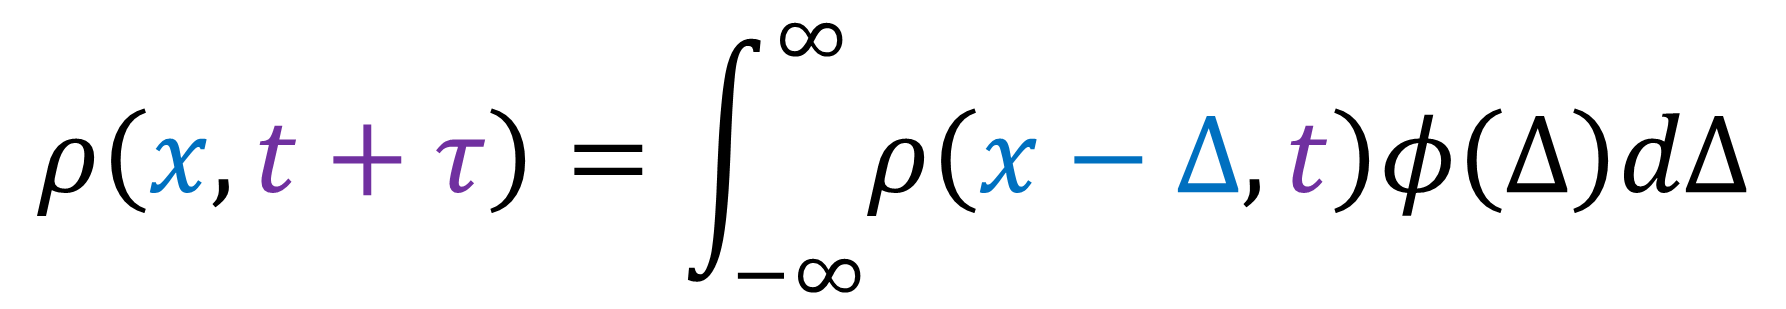 ρ(x, t + τ) = ∫_{-∞}^{∞} ρ(x − Δ, t)ϕ(Δ)dΔ